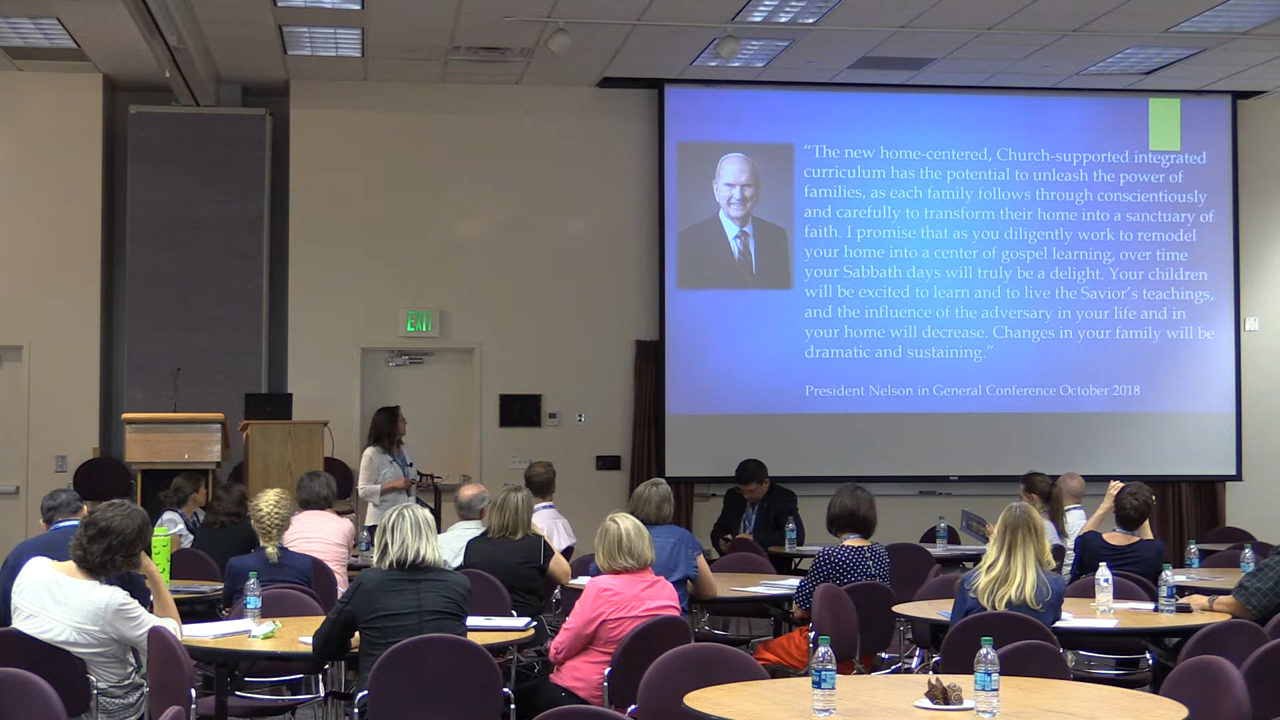 “The new home-centered, Church-supported integrated
curriculum has the potential to unleash the power of
families, as each family follows through conscientiously
and carefully to transform their home into a sanctuary of
faith. I promise that as you diligently work to remodel
your home into a center of gospel learning, over time
your Sabbath days will truly be a delight. Your children
will be excited to learn and to live the Savior’s teachings,
and the influence of the adversary in your life and in
your home will decrease. Changes in your family will be
dramatic and sustaining.”
President Nelson in General Conference October 2018
EXIT